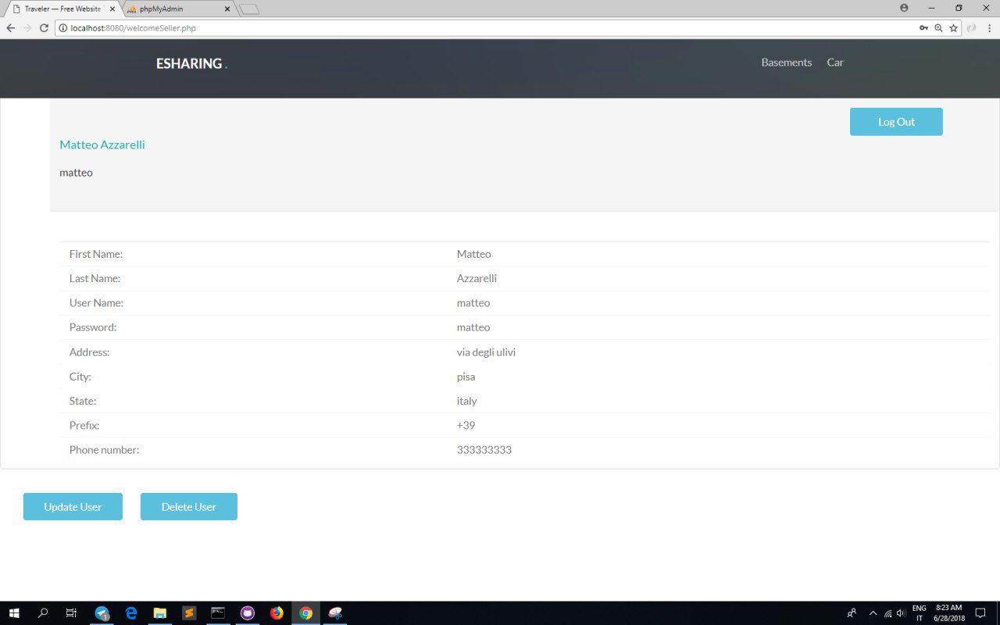 Traveler — Free Website
phpMyAdmin
localhost:8080/welcomeSeller.php
ESHARING .
Basements Car
Log Out
Matteo Azzarelli
matteo
First Name: Matteo
Last Name: Azzarelli
User Name: matteo
Password: matteo
Address: via degli ulivi
City: pisa
State: italy
Prefix: +39
Phone number: 333333333
Update User Delete User
ENG 8:23 AM
IT 6/28/2018